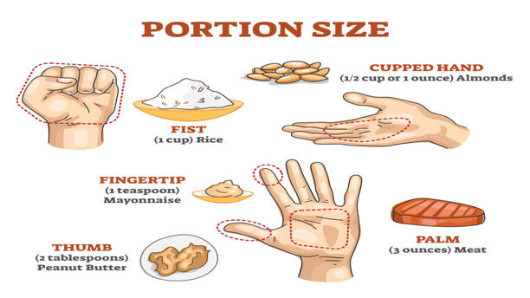 PORTION SIZE
CUPPED HAND
(1/2 cup or 1 ounce) Almonds
FIST
(1 cup) Rice
FINGERTIP
(1 teaspoon)
Mayonnaise
THUMB
(2 tablespoons)
Peanut Butter
PALM
(3 ounces) Meat